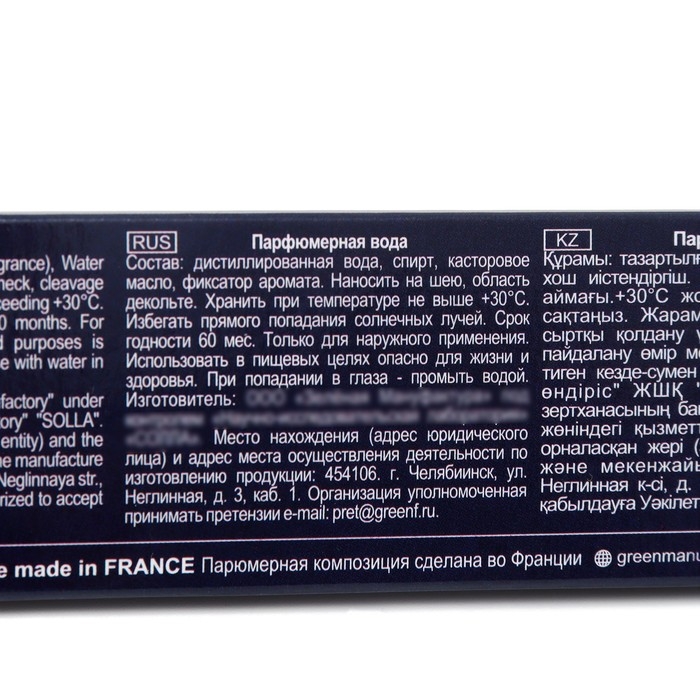 grance), Water
neck, cleavage
ceeding +30°C.
0 months. For
d purposes is
e with water in
factory" under
tory" "SOLLA".
entity) and the
he manufacture
Neglinnaya str.,
rized to accept
RUS
Парфюмерная вода
Состав: дистиллированная вода, спирт, касторовое
масло, фиксатор аромата. Наносить на шею, область
декольте. Хранить при температуре не выше +30°C.
Избегать прямого попадания солнечных лучей. Срок
годности 60 мес. Только для наружного применения.
Использовать в пищевых целях опасно для жизни и
здоровья. При попадании в глаза - промыть водой.
Изготовитель:
Место нахождения (адрес юридического
лица) и адрес места осуществления деятельности по
изготовлению продукции: 454106. г. Челябиинск, ул.
Неглинная, д. 3, каб. 1. Организация уполномоченная
принимать претензии e-mail: pret@greenf.ru.
KZ
Пар
Құрамы: тазартылғ
хош иістендіргіш.
аймағы.+30°C ж
сақтаңыз. Жарам
сыртқы қолдану
пайдалану өмір м
тиген кезде-сумен
өндіріс" ЖШҚ
зертханасының ба
жөніндегі қызмет
орналасқан жері (
және мекенжай
Неглинная к-сі, д.
қабылдауға Уәкілет
e made in FRANCE Парюмерная композиция сделана во Франции greenmanu